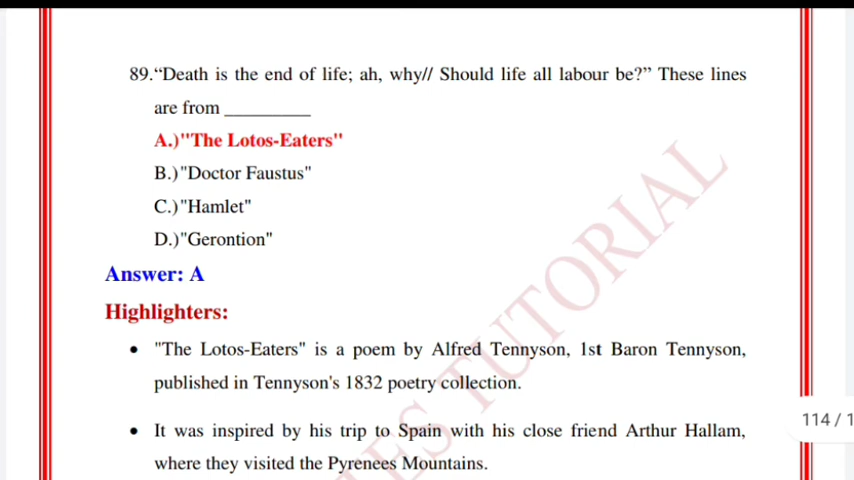 89.“Death is the end of life; ah, why// Should life all labour be?” These lines
are from __________
A.)"The Lotos-Eaters"
B.)"Doctor Faustus"
C.)"Hamlet"
D.)"Gerontion"
Answer: A
Highlighters:
• "The Lotos-Eaters" is a poem by Alfred Tennyson, 1st Baron Tennyson,
published in Tennyson's 1832 poetry collection.
• It was inspired by his trip to Spain with his close friend Arthur Hallam,
where they visited the Pyrenees Mountains.
114 / 1
ES TUTORIAL